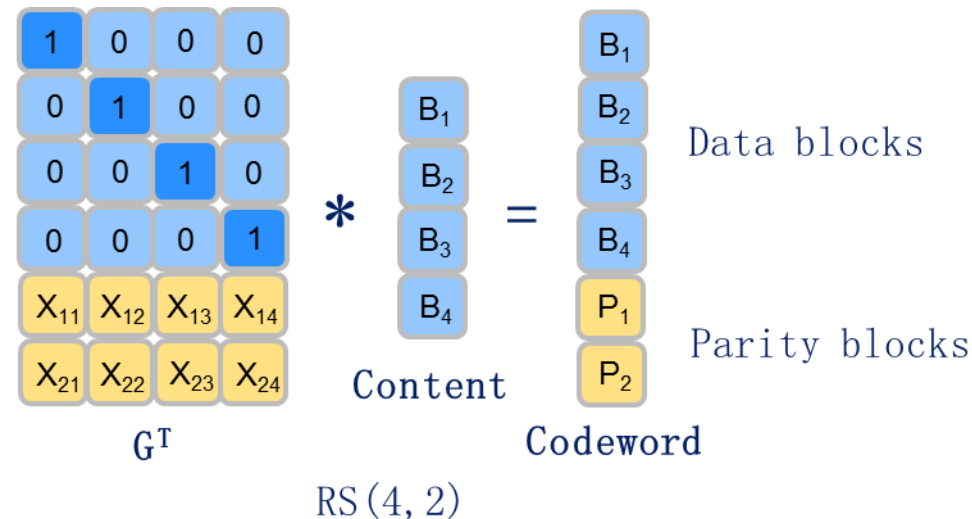 1 0 0 0
0 1 0 0
0 0 1 0
0 0 0 1
X₁₁ X₁₂ X₁₃ X₁₄
X₂₁ X₂₂ X₂₃ X₂₄
Gᵀ
*
B₁
B₂
B₃
B₄
Content
=
B₁
B₂
B₃
B₄
P₁
P₂
Codeword
Data blocks
Parity blocks
RS(4,2)